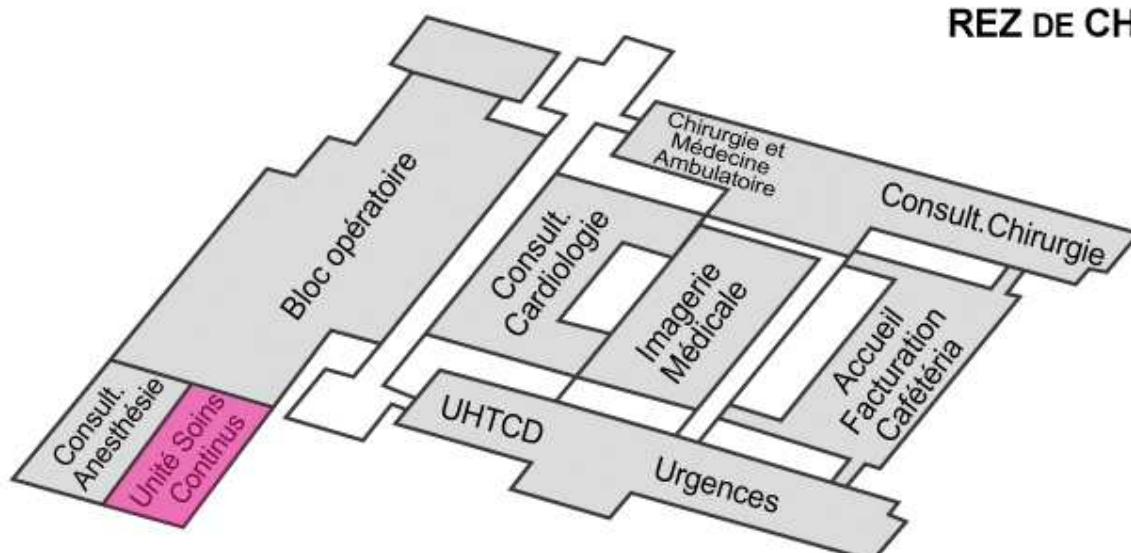 REZ DE CH
Chirurgie et
Médecine
Ambulatoire
Consult.Chirurgie
Bloc opératoire
Consult.
Cardiologie
Imagerie
Médicale
Accueil
Facturation
Cafétéria
Consult.
Anesthésie
Unité Soins
Continus
UHTCD
Urgences